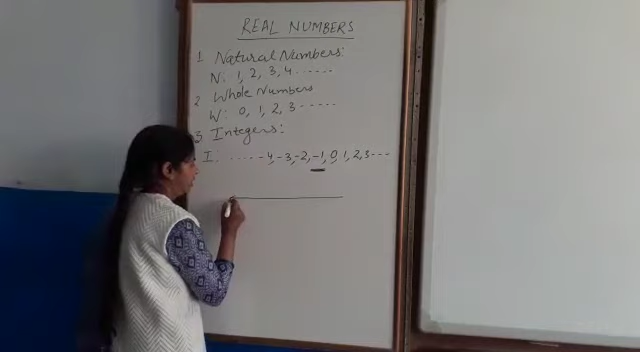 REAL NUMBERS
1 Natural Numbers:
N: 1, 2, 3, 4 ......
2 Whole Numbers
W: 0, 1, 2, 3 .....
3 Integers:
I: .....-4,-3,-2,-1,0,1,2,3---